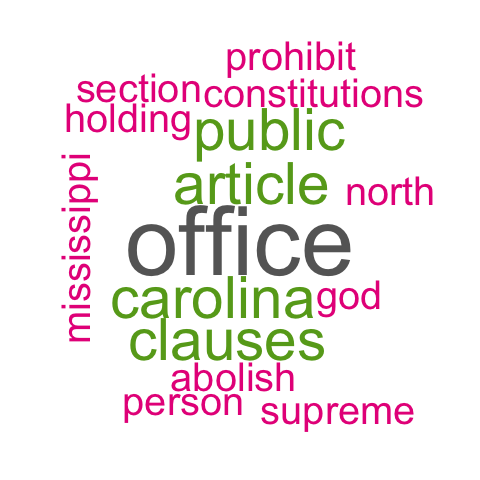 prohibit
section constitutions
holding public
mississippi
article north
office
carolina god
clauses
abolish
person supreme